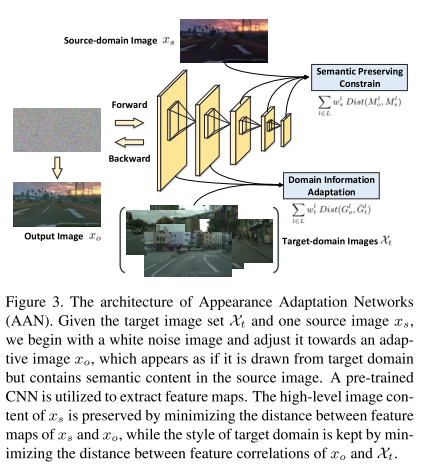 Source-domain Image x_s
Semantic Preserving
Constrain
\sum_{l \in L} w_s^l Dist(M_o^l, M_s^l)
Forward
Backward
Domain Information
Adaptation
\sum_{l \in L} w_t^l Dist(G_o^l, \bar{G}_t^l)
Output Image x_o
Target-domain Images \mathcal{X}_t
Figure 3. The architecture of Appearance Adaptation Networks
(AAN). Given the target image set \mathcal{X}_t and one source image x_s,
we begin with a white noise image and adjust it towards an adap-
tive image x_o, which appears as if it is drawn from target domain
but contains semantic content in the source image. A pre-trained
CNN is utilized to extract feature maps. The high-level image con-
tent of x_s is preserved by minimizing the distance between feature
maps of x_s and x_o, while the style of target domain is kept by min-
imizing the distance between feature correlations of x_o and \mathcal{X}_t.